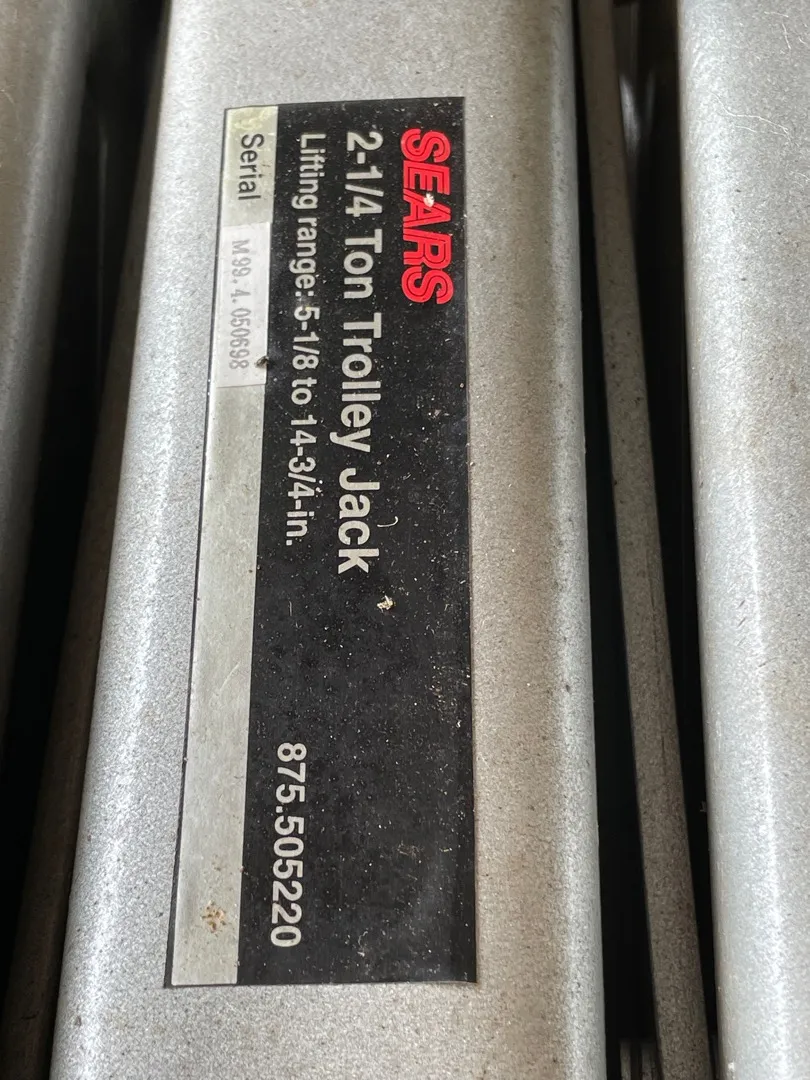 SEARS
2-1/4 Ton Trolley Jack
Lifting range: 5-1/8 to 14-3/4-in.
875.505220
Serial M99.4.050698